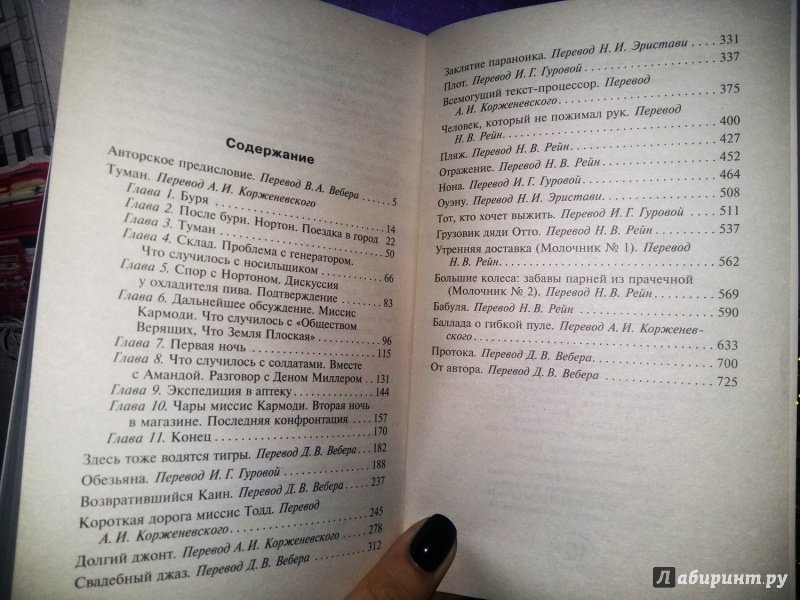 Содержание
Авторское предисловие. Перевод В. А. Вебера . . . . . 5
Туман. Перевод А. И. Корженевского
Глава 1. Буря . . . . . 14
Глава 2. После бури. Нортон. Поездка в город 22
Глава 3. Туман . . . . . 50
Глава 4. Склад. Проблема с генератором.
Что случилось с носильщиком . . . . . 66
Глава 5. Спор с Нортоном. Дискуссия
у охладителя пива. Подтверждение . . . . . 83
Глава 6. Дальнейшее обсуждение. Миссис
Кармоди. Что случилось с «Обществом
Верящих, Что Земля Плоская» . . . . . 96
Глава 7. Первая ночь . . . . . 115
Глава 8. Что случилось с солдатами. Вместе
с Амандой. Разговор с Деном Миллером . . 131
Глава 9. Экспедиция в аптеку . . . . . 144
Глава 10. Чары миссис Кармоди. Вторая ночь
в магазине. Последняя конфронтация . . . . 157
Глава 11. Конец . . . . . 170
Здесь тоже водятся тигры. Перевод Д. В. Вебера . . . 182
Обезьяна. Перевод И. Г. Гуровой . . . . . 188
Возвратившийся Каин. Перевод Д. В. Вебера . . . . . 237
Короткая дорога миссис Тодд. Перевод
А. И. Корженевского . . . . . 245
Долгий джонт. Перевод А. И. Корженевского . . . . . 278
Свадебный джаз. Перевод Д. В. Вебера . . . . . 312
Заклятие параноика. Перевод Н. И. Эристави . . . . 331
Плот. Перевод И. Г. Гуровой . . . . . 337
Всемогущий текст-процессор. Перевод
А. И. Корженевского . . . . . 375
Человек, который не пожимал рук. Перевод
Н. В. Рейн . . . . . 400
Пляж. Перевод Н. В. Рейн . . . . . 427
Отражение. Перевод Н. В. Рейн . . . . . 452
Нона. Перевод И. Г. Гуровой . . . . . 464
Оуэну. Перевод Н. И. Эристави . . . . . 508
Тот, кто хочет выжить. Перевод И. Г. Гуровой . . . . 511
Грузовик дяди Отто. Перевод Н. В. Рейн . . . . . 537
Утренняя доставка (Молочник № 1). Перевод
Н. В. Рейн . . . . . 562
Большие колеса: забавы парней из прачечной
(Молочник № 2). Перевод Н. В. Рейн . . . . . 569
Бабуля. Перевод Н. В. Рейн . . . . . 590
Баллада о гибкой пуле. Перевод А. И. Корженев-
ского . . . . . 633
Протока. Перевод Д. В. Вебера. . . . . . 700
От автора. Перевод Д. В. Вебера . . . . . 725
Лабиринт.ру